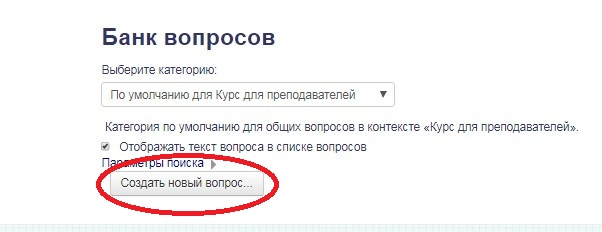 Банк вопросов
Выберите категорию:
По умолчанию для Курс для преподавателей
Категория по умолчанию для общих вопросов в контексте «Курс для преподавателей».
Отображать текст вопроса в списке вопросов
Параметры поиска
Создать новый вопрос...